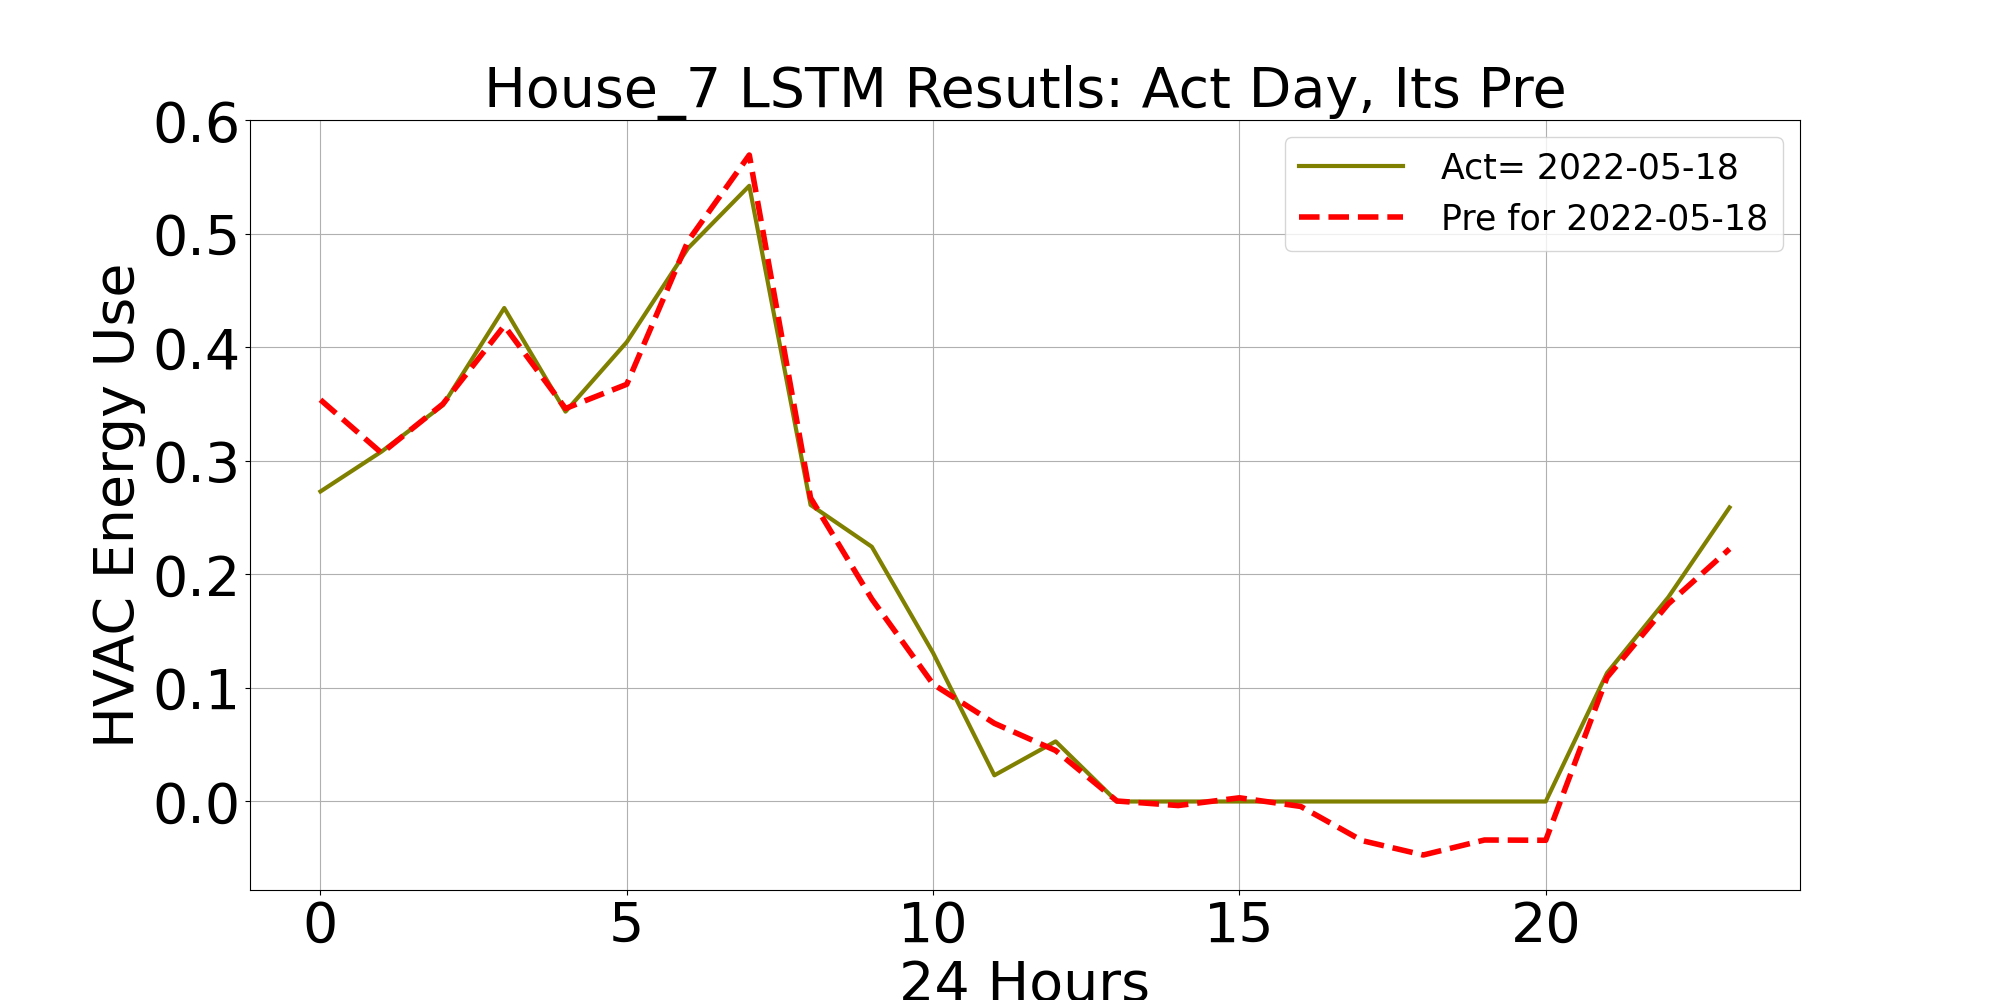 House_7 LSTM Resutls: Act Day, Its Pre
Act= 2022-05-18
Pre for 2022-05-18
HVAC Energy Use
0.6
0.5
0.4
0.3
0.2
0.1
0.0
0 5 10 15 20
24 Hours